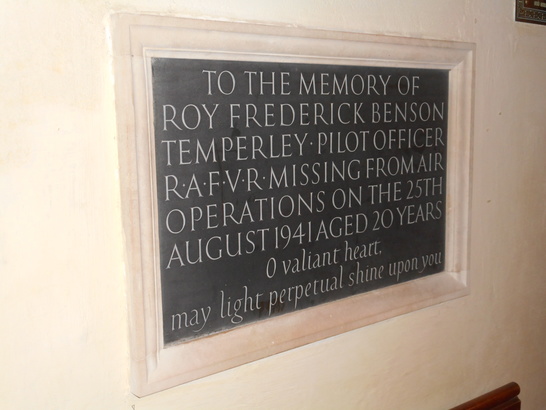 TO THE MEMORY OF
ROY FREDERICK BENSON
TEMPERLEY·PILOT OFFICER
R·A·F·V·R·MISSING FROM AIR
OPERATIONS ON THE 25TH
AUGUST 1941 AGED 20 YEARS
O valiant heart,
may light perpetual shine upon you